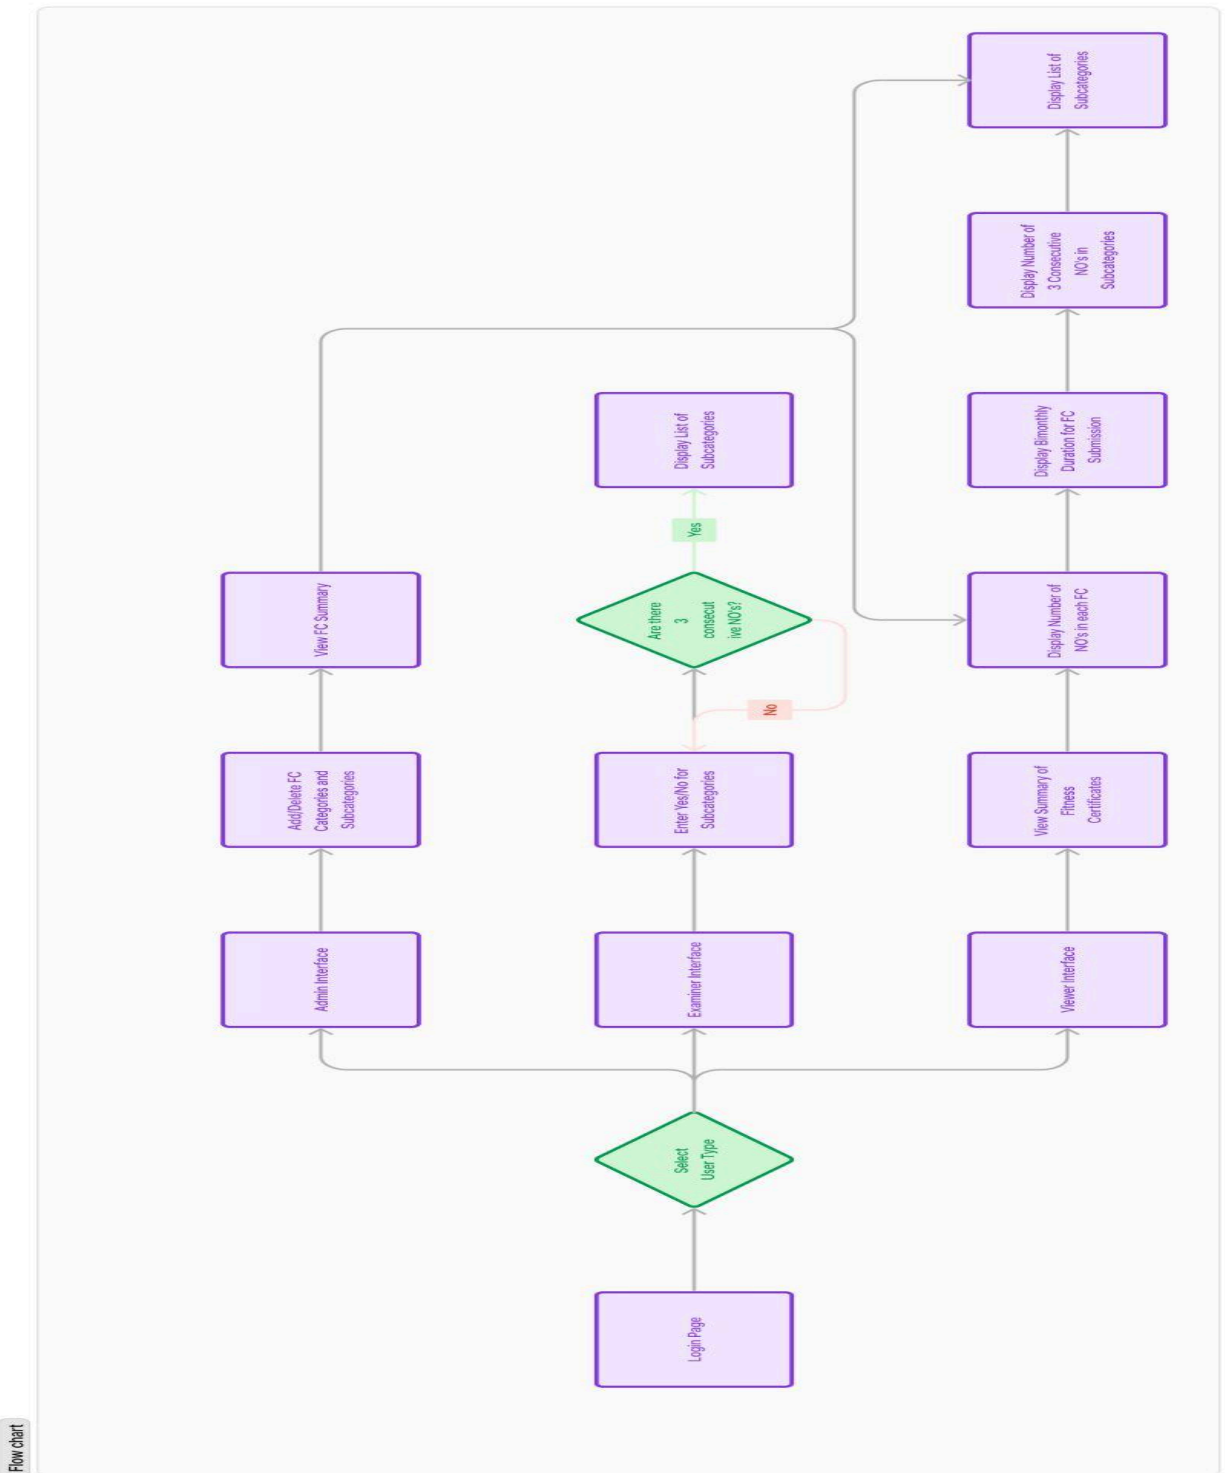 Flow chart
Login Page
Select
User Type
Admin Interface
Add/Delete FC
Categories and
Subcategories
View FC Summary
Examiner Interface
Enter Yes/No for
Subcategories
No
Are there
3
consecut
ive NO's?
Yes
Display List of
Subcategories
Viewer Interface
View Summary of
Fitness
Certificates
Display Number of
NO's in each FC
Display Bimonthly
Duration for FC
Submission
Display Number of
3 Consecutive
NO's in
Subcategories
Display List of
Subcategories